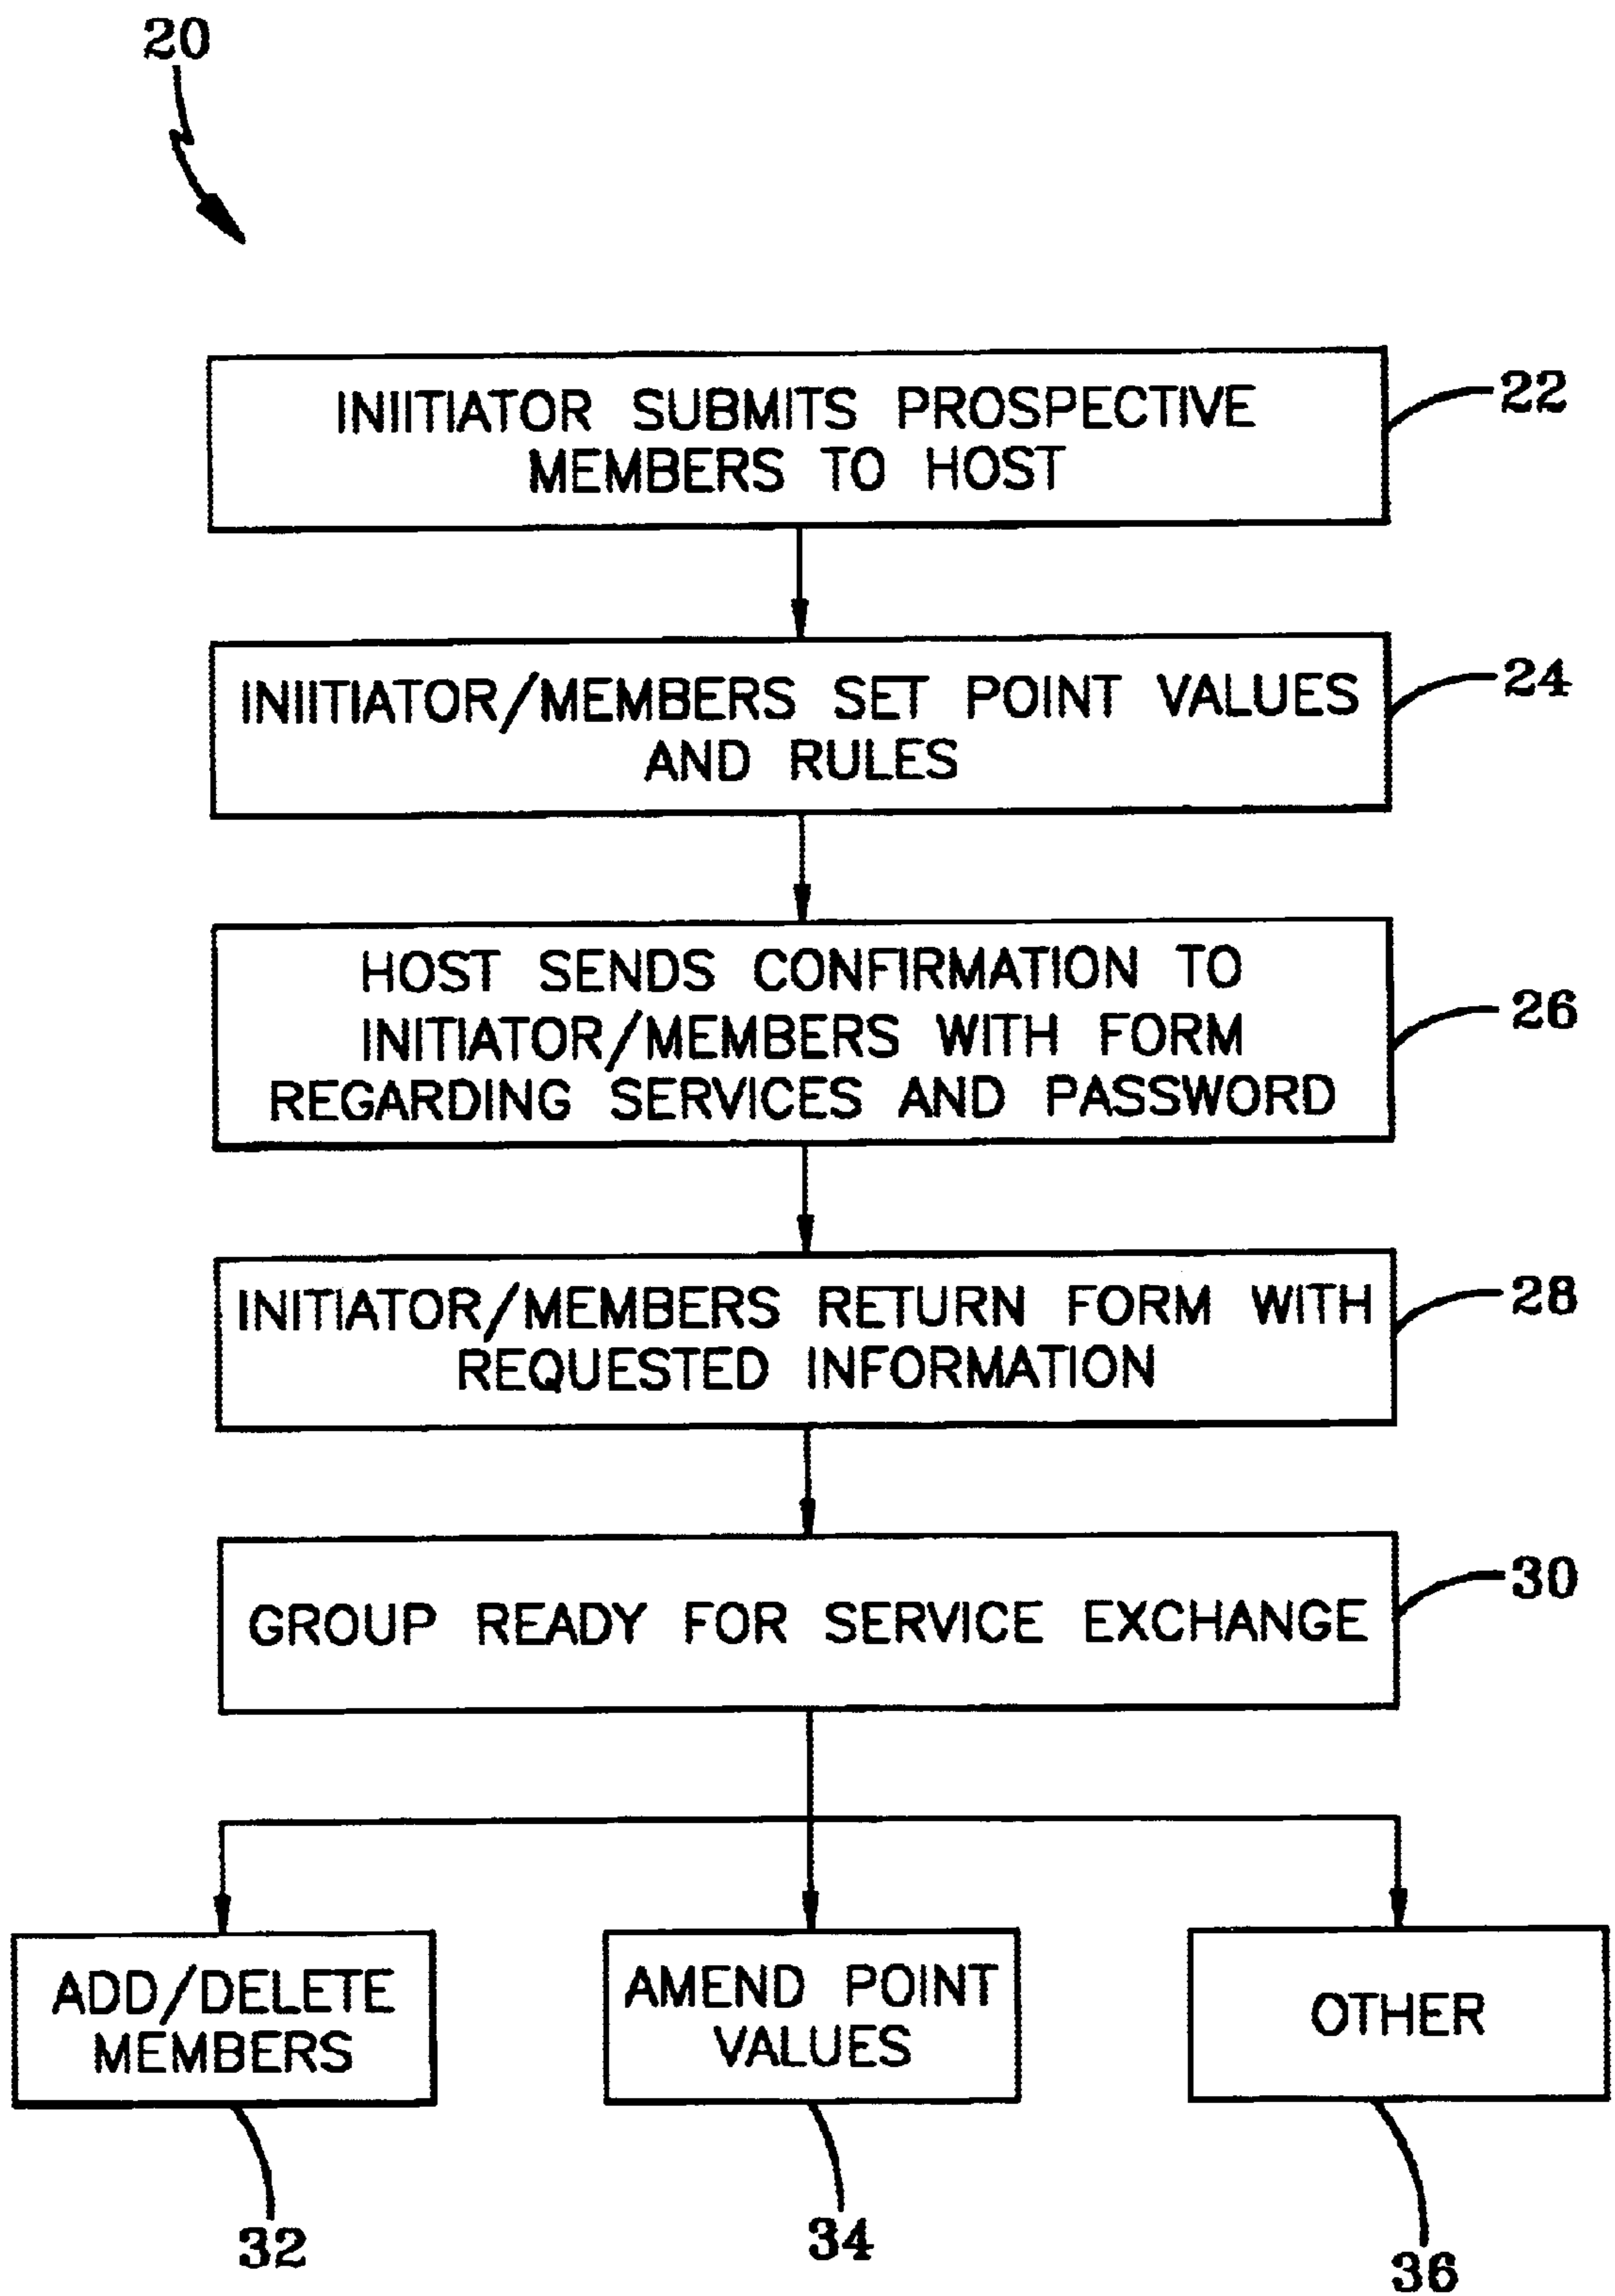 20
INIITIATOR SUBMITS PROSPECTIVE
MEMBERS TO HOST
22
INIITIATOR/MEMBERS SET POINT VALUES
AND RULES
24
HOST SENDS CONFIRMATION TO
INITIATOR/MEMBERS WITH FORM
REGARDING SERVICES AND PASSWORD
26
INITIATOR/MEMBERS RETURN FORM WITH
REQUESTED INFORMATION
28
GROUP READY FOR SERVICE EXCHANGE
30
ADD/DELETE
MEMBERS
32
AMEND POINT
VALUES
34
OTHER
36